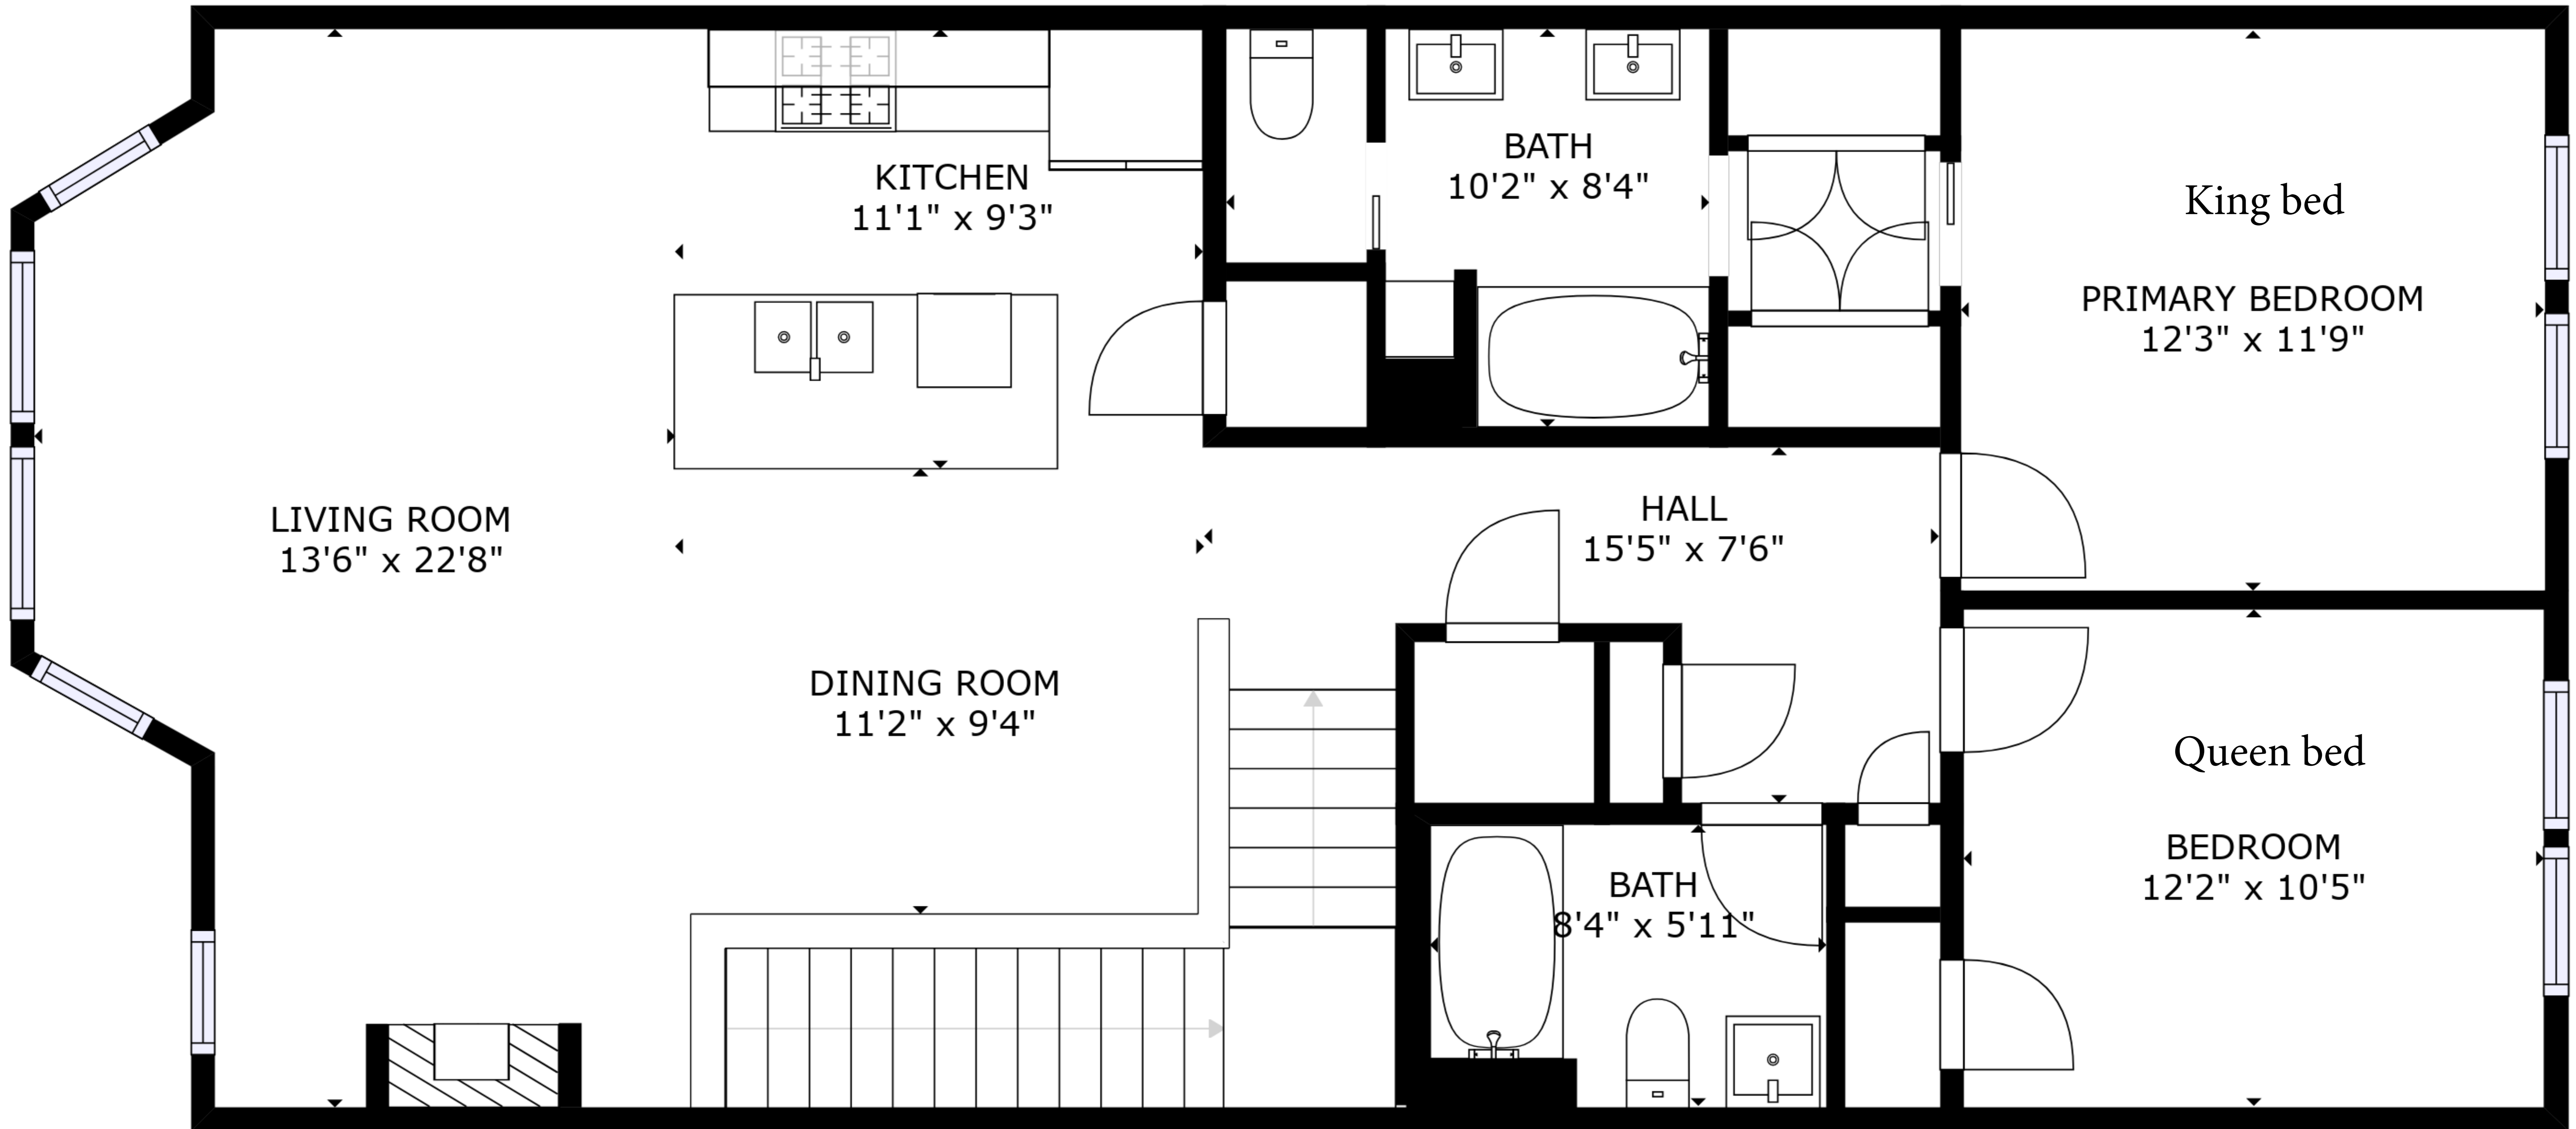 KITCHEN
11'1" x 9'3"
BATH
10'2" x 8'4"
King bed
PRIMARY BEDROOM
12'3" x 11'9"
LIVING ROOM
13'6" x 22'8"
HALL
15'5" x 7'6"
DINING ROOM
11'2" x 9'4"
Queen bed
BEDROOM
12'2" x 10'5"
BATH
8'4" x 5'11"